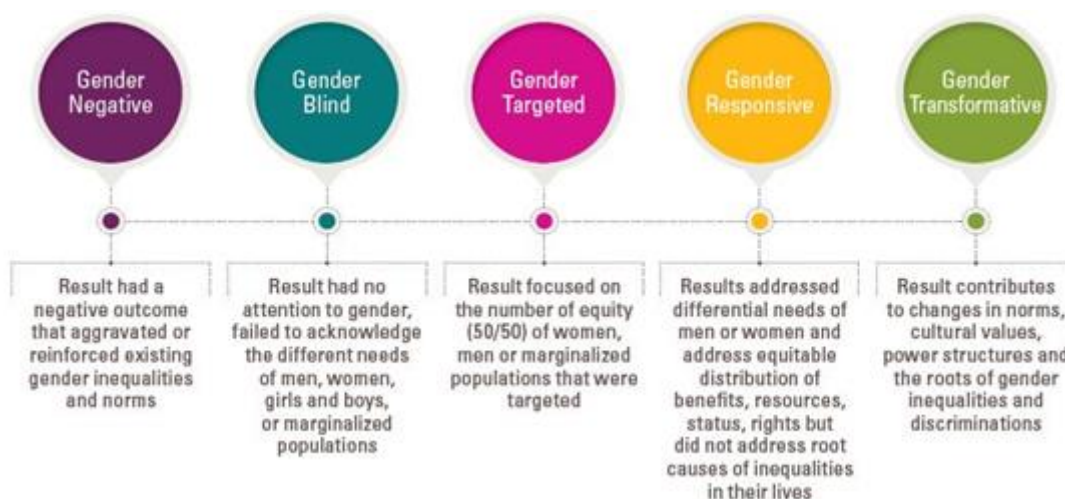 Gender
Negative
Gender
Blind
Gender
Targeted
Gender
Responsive
Gender
Transformative
Result had a
negative outcome
that aggravated or
reinforced existing
gender inequalities
and norms
Result had no
attention to gender,
failed to acknowledge
the different needs
of men, women,
girls and boys,
or marginalized
populations
Result focused on
the number of equity
(50/50) of women,
men or marginalized
populations that were
targeted
Results addressed
differential needs of
men or women and
address equitable
distribution of
benefits, resources,
status, rights but
did not address root
causes of inequalities
in their lives
Result contributes
to changes in norms,
cultural values,
power structures and
the roots of gender
inequalities and
discriminations